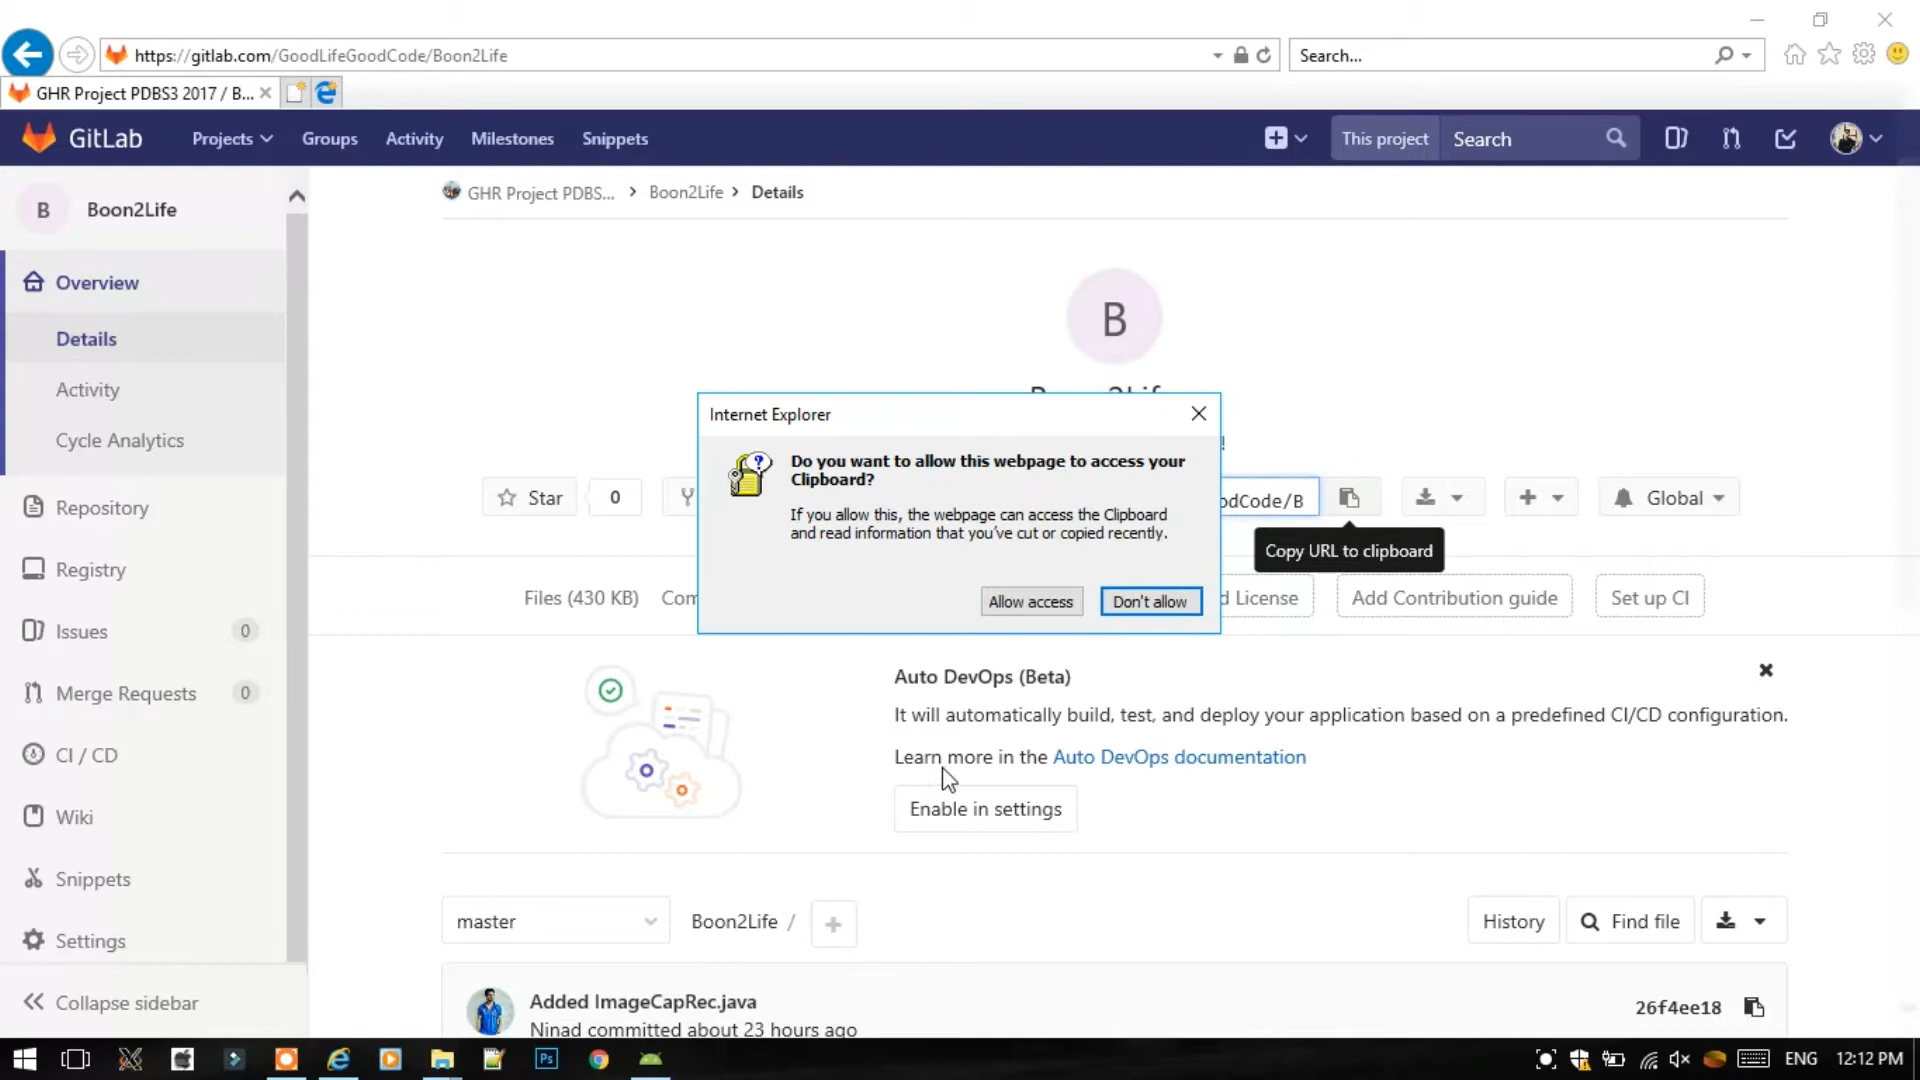 https://gitlab.com/GoodLifeGoodCode/Boon2Life
Search...
GHR Project PDBS3 2017 / B...
GitLab
Projects
Groups
Activity
Milestones
Snippets
This project
Search
B
Boon2Life
Overview
Details
Activity
Cycle Analytics
Repository
Registry
Issues
0
Merge Requests
0
CI / CD
Wiki
Snippets
Settings
Collapse sidebar
GHR Project PDBS... > Boon2Life > Details
B
Star
0
odCode/B
Global
Copy URL to clipboard
Internet Explorer
Do you want to allow this webpage to access your
Clipboard?
If you allow this, the webpage can access the Clipboard
and read information that you've cut or copied recently.
Allow access
Don't allow
Files (430 KB)
Com
d License
Add Contribution guide
Set up CI
Auto DevOps (Beta)
It will automatically build, test, and deploy your application based on a predefined CI/CD configuration.
Learn more in the Auto DevOps documentation
Enable in settings
master
Boon2Life /
History
Find file
Added ImageCapRec.java
Ninad committed about 23 hours ago
26f4ee18
Ps
ENG
12:12 PM